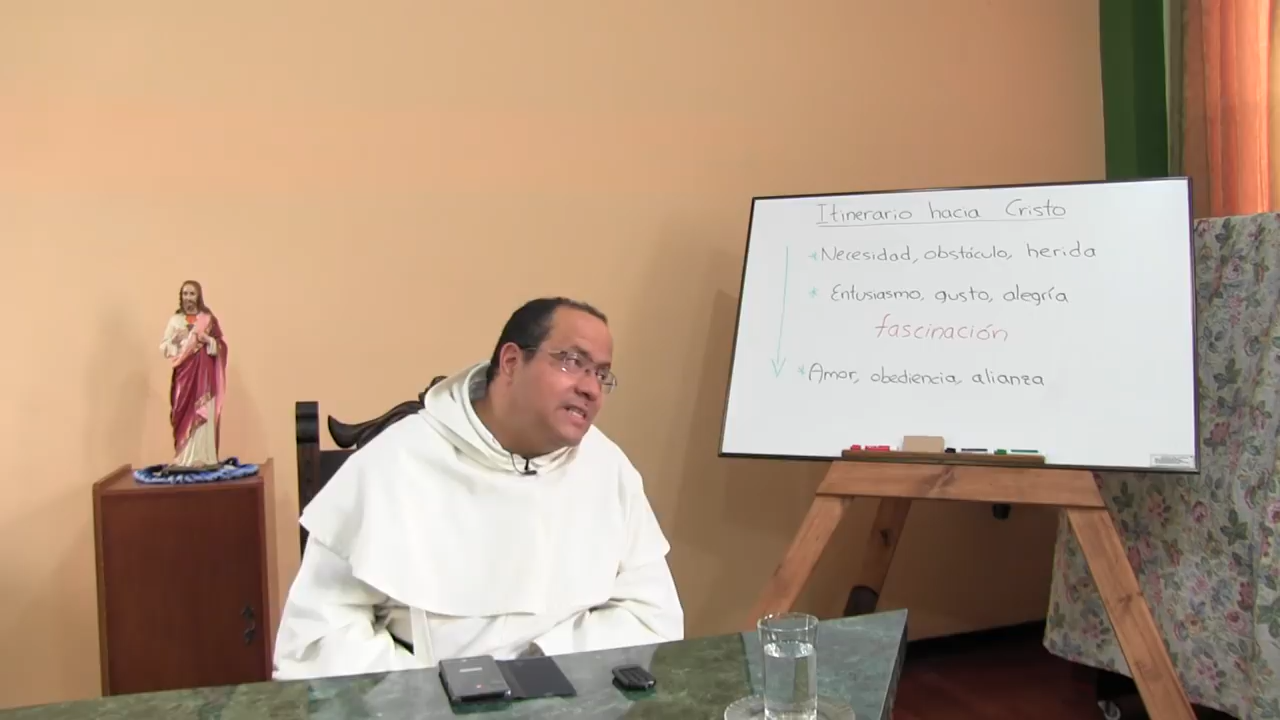 Itinerario hacia Cristo
* Necesidad, obstáculo, herida
* Entusiasmo, gusto, alegría
fascinación
* Amor, obediencia, alianza